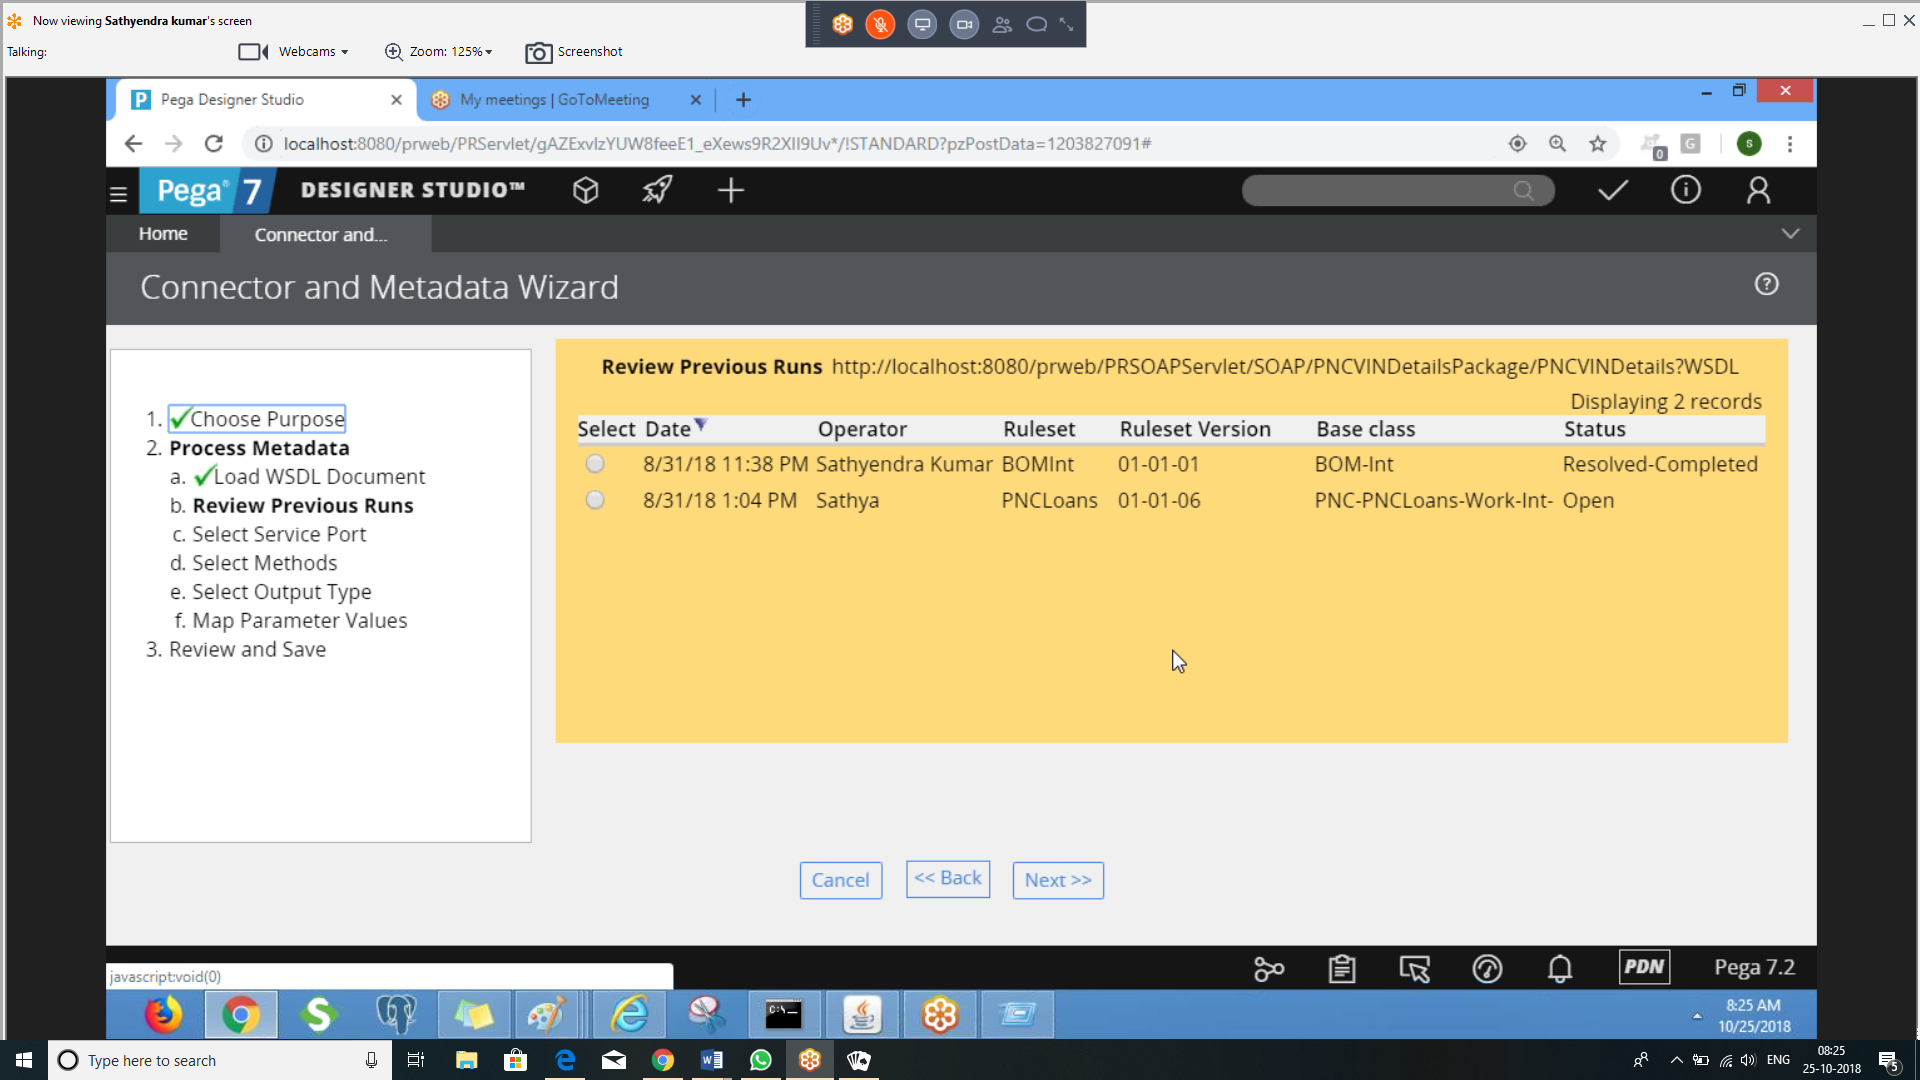 Now viewing Sathyendra kumar's screen
Talking:
Webcams
Zoom: 125%
Screenshot
Pega Designer Studio
My meetings | GoToMeeting
localhost:8080/prweb/PRServlet/gAZExvIzYUW8feeE1_eXews9R2XII9Uv*/!STANDARD?pzPostData=1203827091#
0
G
S
Pega 7
DESIGNER STUDIO™
Home
Connector and...
Connector and Metadata Wizard
1. Choose Purpose
2. Process Metadata
a. Load WSDL Document
b. Review Previous Runs
c. Select Service Port
d. Select Methods
e. Select Output Type
f. Map Parameter Values
3. Review and Save
Review Previous Runs http://localhost:8080/prweb/PRSOAPServlet/SOAP/PNCVINDetailsPackage/PNCVINDetails?WSDL
Displaying 2 records
Select Date Operator Ruleset Ruleset Version Base class Status
8/31/18 11:38 PM Sathyendra Kumar BOMInt 01-01-01 BOM-Int Resolved-Completed
8/31/18 1:04 PM Sathya PNCLoans 01-01-06 PNC-PNCLoans-Work-Int- Open
Cancel
<< Back
Next >>
javascript:void(0)
PDN
Pega 7.2
8:25 AM
10/25/2018
Type here to search
ENG
08:25
25-10-2018
5